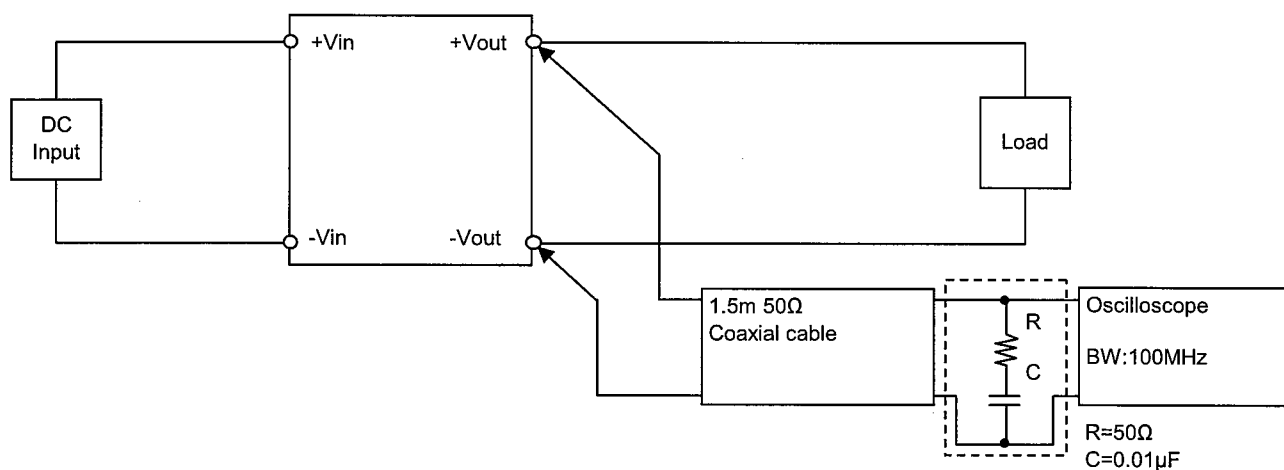 +Vin
+Vout
DC
Input
Load
-Vin
-Vout
1.5m 50Ω
Coaxial cable
R
C
Oscilloscope
BW:100MHz
R=50Ω
C=0.01µF